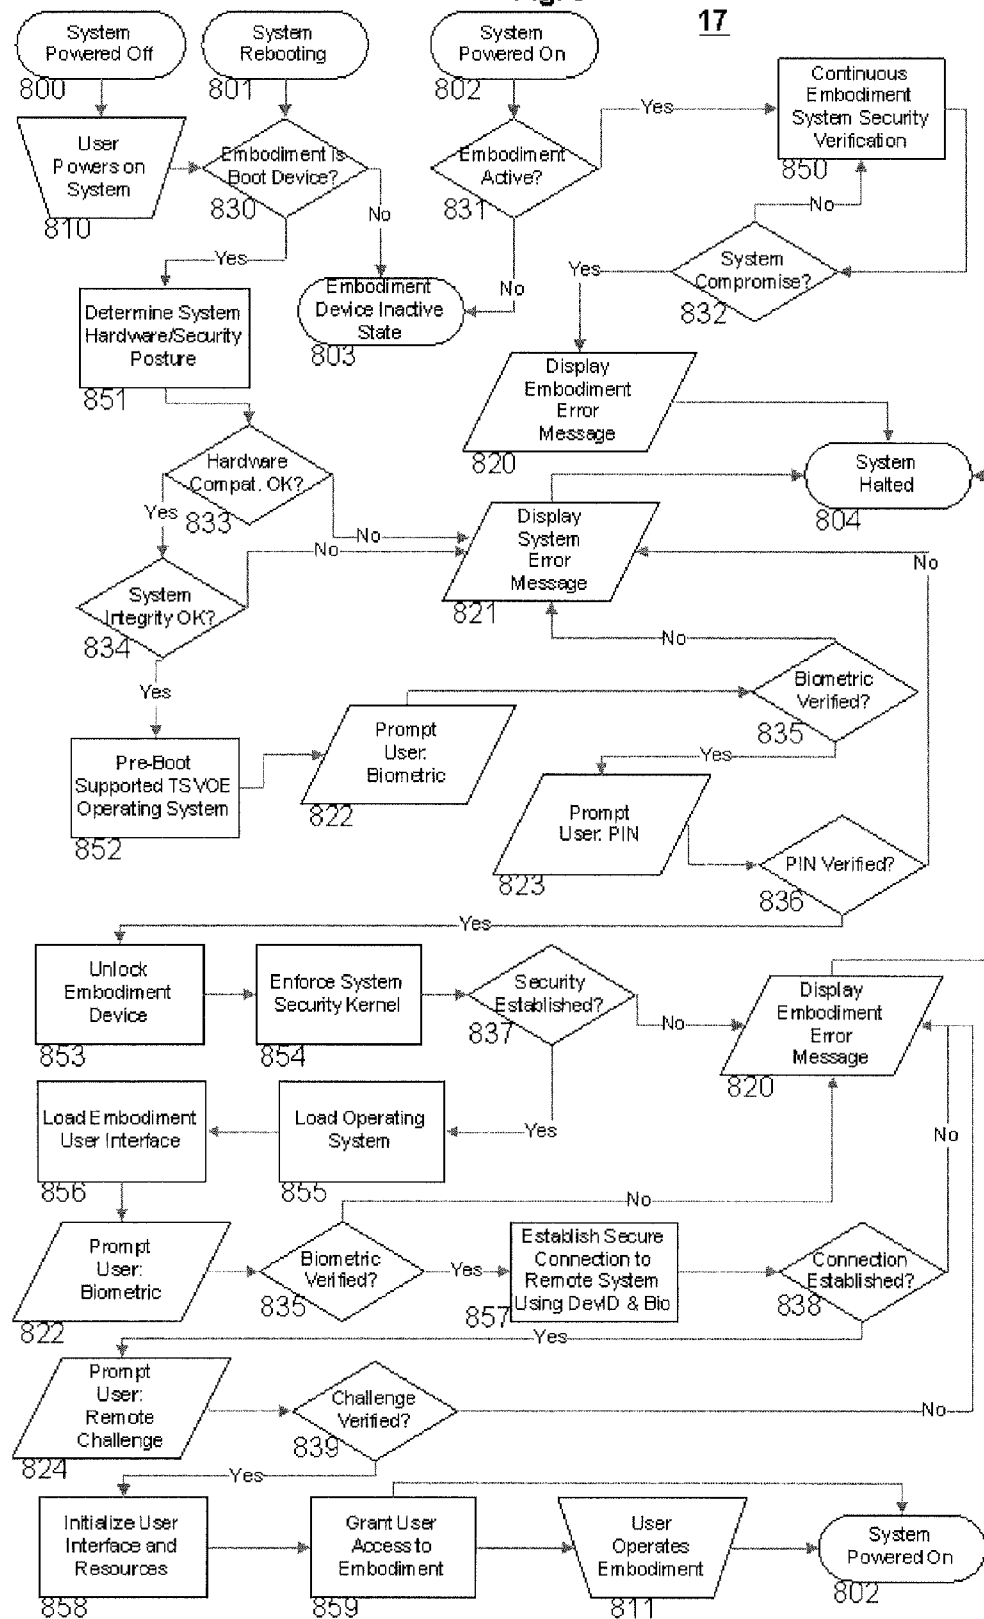 17
System
Powered Off
800
System
Rebooting
801
System
Powered On
802
Continuous
Embodiment
System Security
Verification
850
Yes
User
Powers on
System
810
Embodiment is
Boot Device?
830
No
Yes
Embodiment
Active?
831
No
No
System
Compromise?
832
Yes
Embodiment
Device Inactive
State
803
Determine System
Hardware/Security
Posture
851
Display
Embodiment
Error
Message
820
System
Halted
804
Hardware
Compat. OK?
833
Yes
No
Display
System
Error
Message
821
No
System
Integrity OK?
834
No
Yes
No
Biometric
Verified?
835
Yes
Pre-Boot
Supported TSVOE
Operating System
852
Prompt
User:
Biometric
822
Prompt
User: PIN
823
PIN Verified?
836
Yes
Unlock
Embodiment
Device
853
Enforce System
Security Kernel
854
Security
Established?
837
No
Display
Embodiment
Error
Message
820
Yes
Load Embodiment
User Interface
856
Load Operating
System
855
No
No
Prompt
User:
Biometric
822
Biometric
Verified?
835
Yes
Establish Secure
Connection to
Remote System
Using DevID & Bio
857
Connection
Established?
838
Yes
Prompt
User:
Remote
Challenge
824
Challenge
Verified?
839
No
Yes
Initialize User
Interface and
Resources
858
Grant User
Access to
Embodiment
859
User
Operates
Embodiment
811
System
Powered On
802